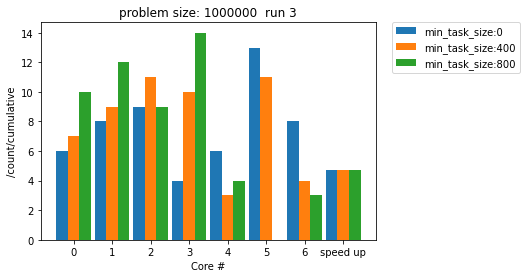 problem size: 1000000  run 3
min_task_size:0
min_task_size:400
min_task_size:800
/count/cumulative
14
12
10
8
6
4
2
0
0 1 2 3 4 5 6 speed up
Core #